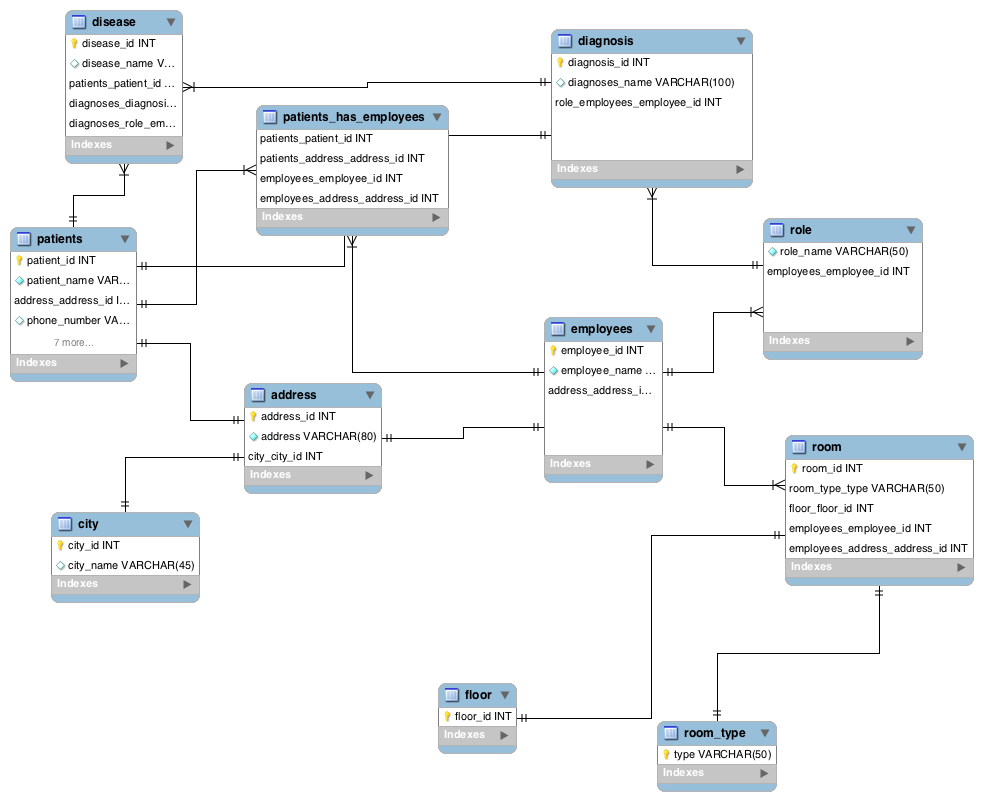 disease
disease_id INT
disease_name V...
patients_patient_id ...
diagnoses_diagnosi...
diagnoses_role_em...
Indexes
diagnosis
diagnosis_id INT
diagnoses_name VARCHAR(100)
role_employees_employee_id INT
Indexes
patients_has_employees
patients_patient_id INT
patients_address_address_id INT
employees_employee_id INT
employees_address_address_id INT
Indexes
patients
patient_id INT
patient_name VAR...
address_address_id I...
phone_number VA...
7 more...
Indexes
role
role_name VARCHAR(50)
employees_employee_id INT
Indexes
employees
employee_id INT
employee_name ...
address_address_i...
Indexes
address
address_id INT
address VARCHAR(80)
city_city_id INT
Indexes
room
room_id INT
room_type_type VARCHAR(50)
floor_floor_id INT
employees_employee_id INT
employees_address_address_id INT
Indexes
city
city_id INT
city_name VARCHAR(45)
Indexes
floor
floor_id INT
Indexes
room_type
type VARCHAR(50)
Indexes